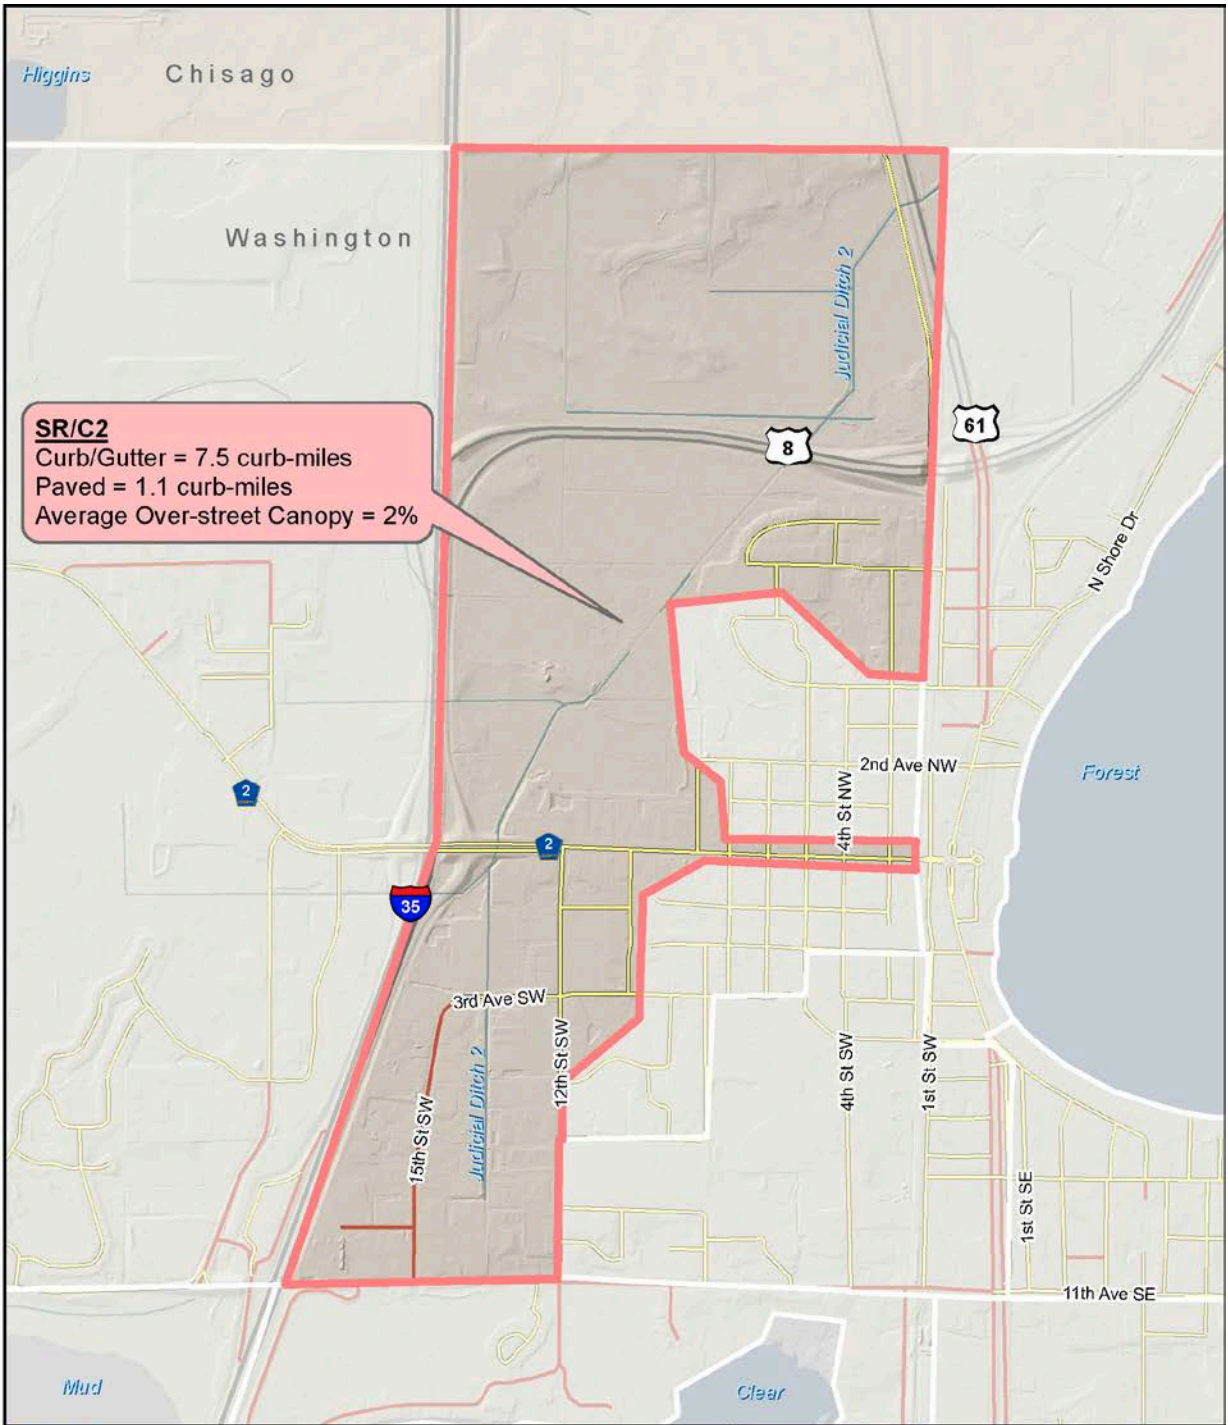 Higgins
Chisago
Washington
Judicial Ditch 2
SR/C2
Curb/Gutter = 7.5 curb-miles
Paved = 1.1 curb-miles
Average Over-street Canopy = 2%
61
8
N Shore Dr
2nd Ave NW
Forest
2
4th St NW
2
35
3rd Ave SW
12th St SW
4th St SW
1st St SW
15th St SW
Judicial Ditch 2
1st St SE
11th Ave SE
Mud
Clear